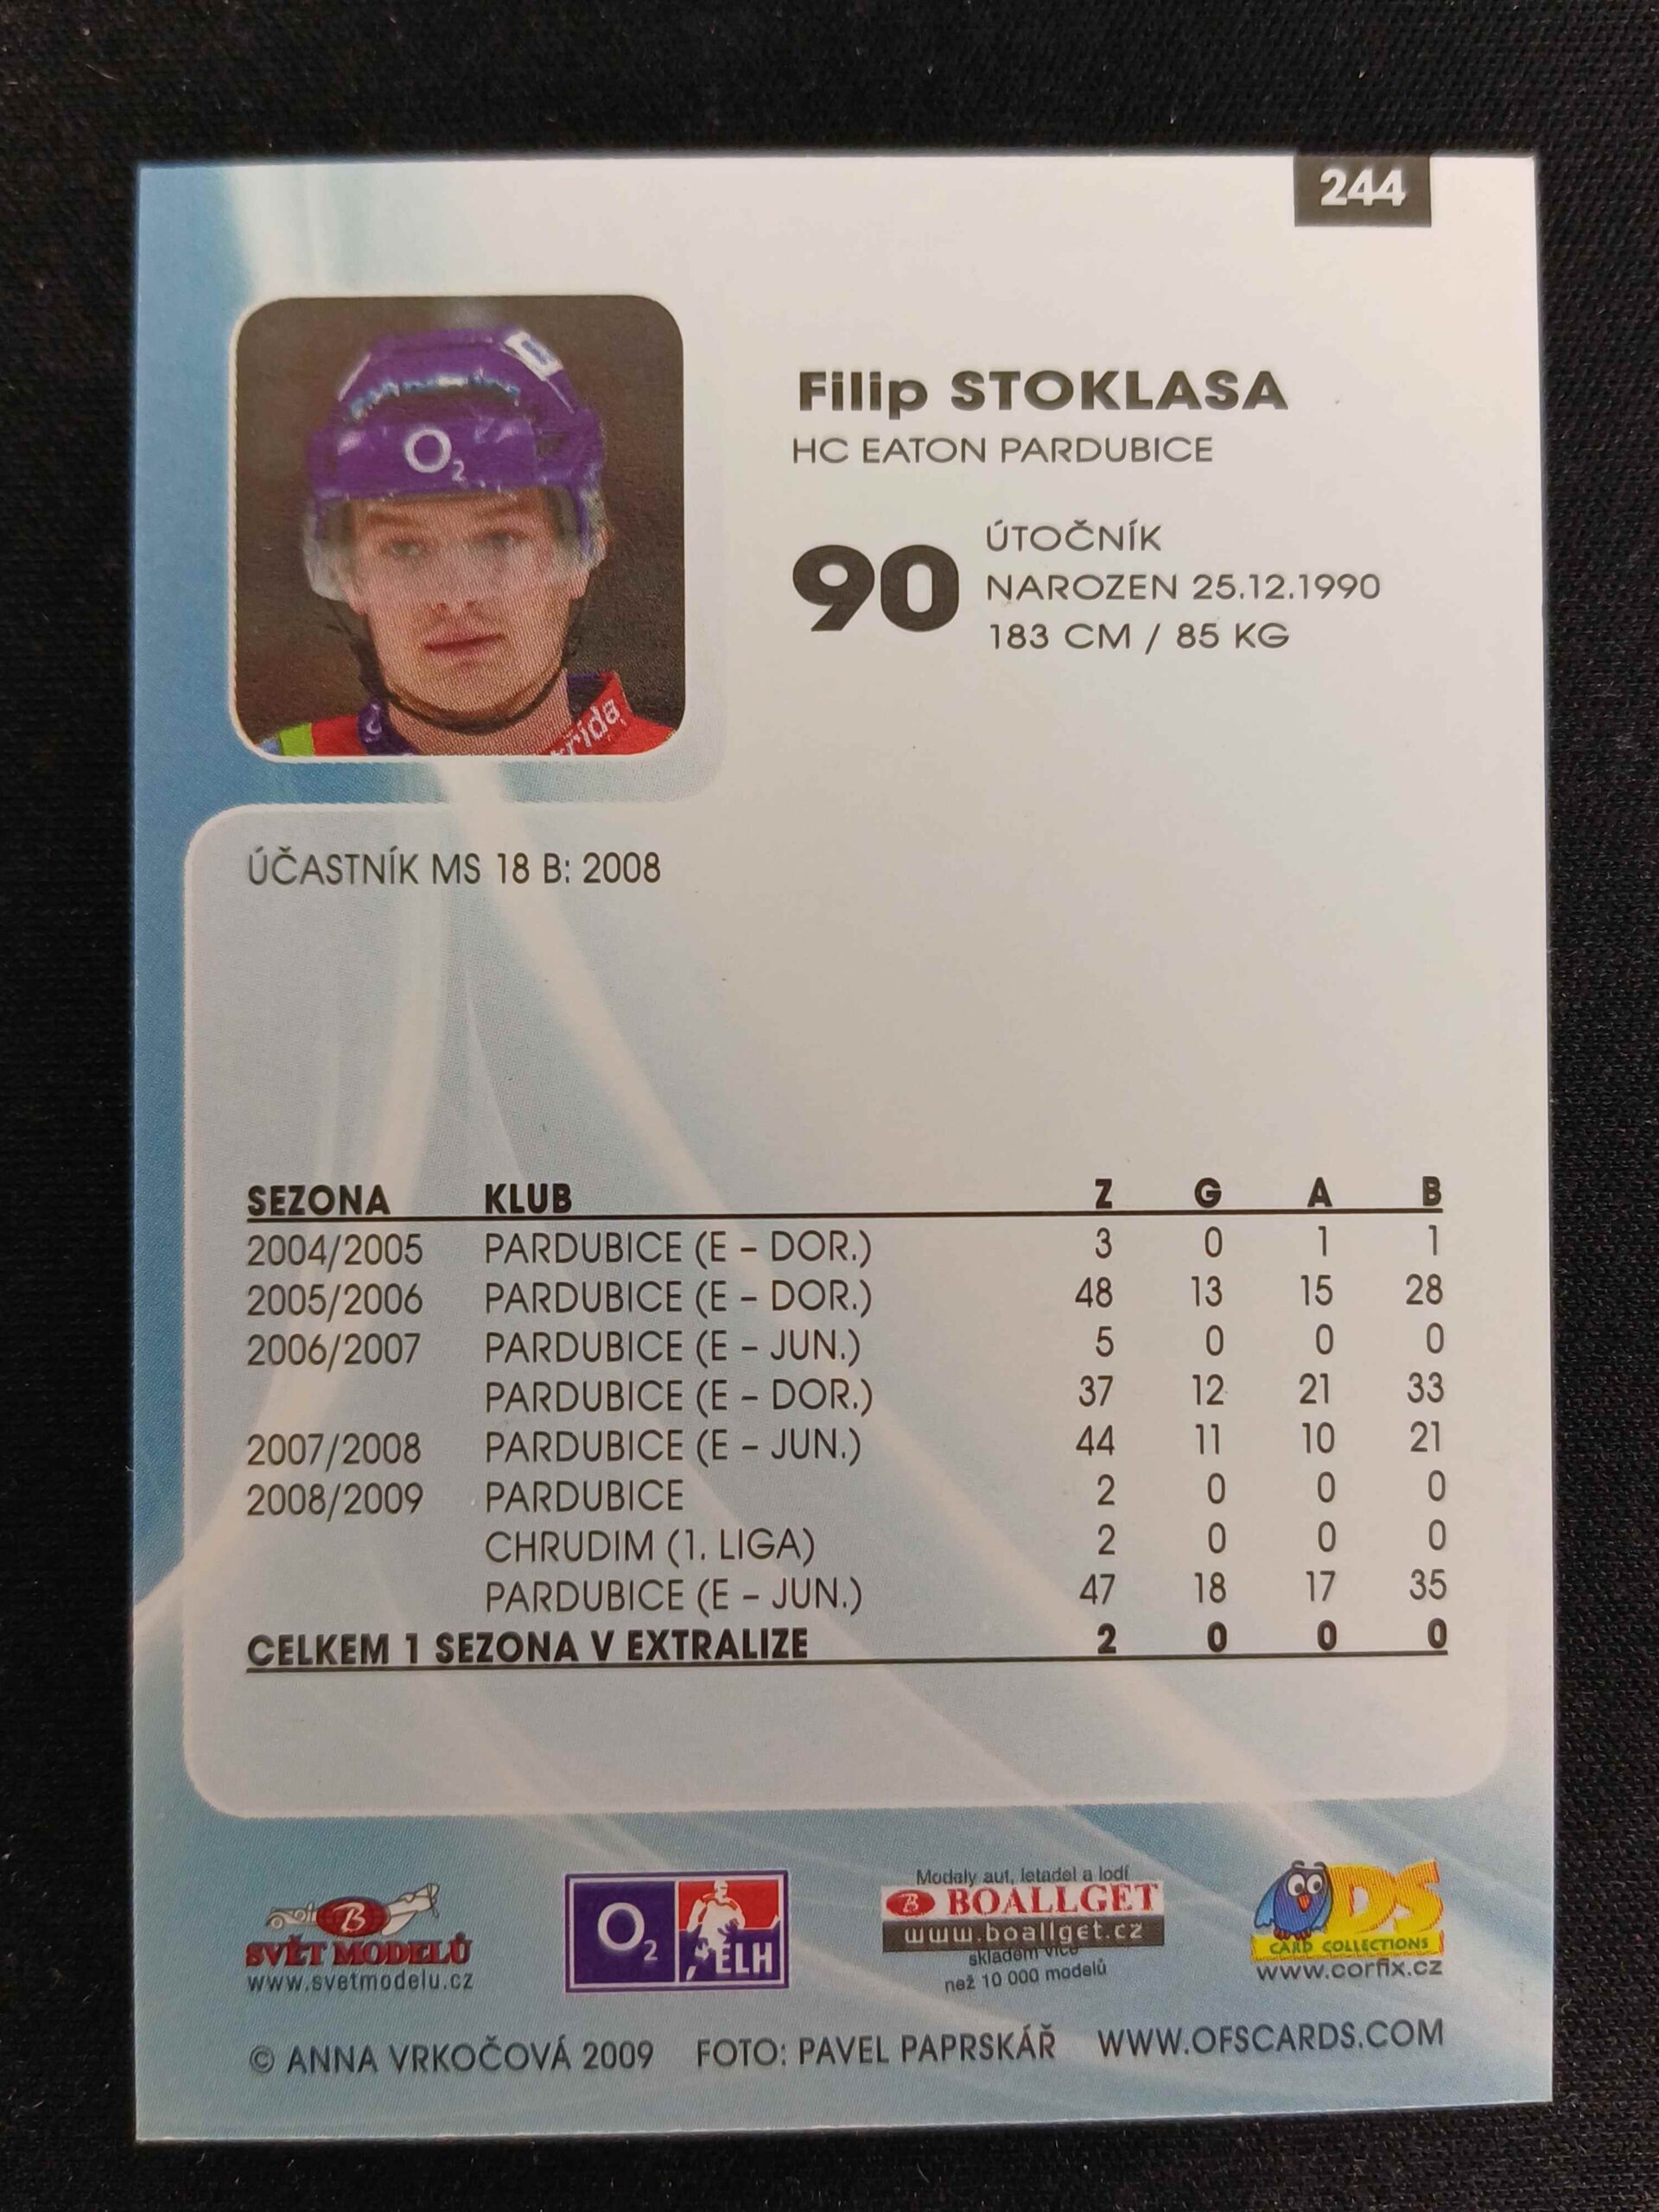 244
O2
třída
Filip STOKLASA
HC EATON PARDUBICE
90
ÚTOČNÍK
NAROZEN 25.12.1990
183 CM / 85 KG
ÚČASTNÍK MS 18 B: 2008
SEZONA KLUB Z G A B
2004/2005 PARDUBICE (E – DOR.) 3 0 1 1
2005/2006 PARDUBICE (E – DOR.) 48 13 15 28
2006/2007 PARDUBICE (E – JUN.) 5 0 0 0
PARDUBICE (E – DOR.) 37 12 21 33
2007/2008 PARDUBICE (E – JUN.) 44 11 10 21
2008/2009 PARDUBICE 2 0 0 0
CHRUDIM (1. LIGA) 2 0 0 0
PARDUBICE (E – JUN.) 47 18 17 35
CELKEM 1 SEZONA V EXTRALIZE 2 0 0 0
B
SVĚT MODELŮ
www.svetmodelu.cz
O2 ELH
Modely aut, letadel a lodí
B BOALLGET
www.boallget.cz
skladem více
než 10 000 modelů
DS
CARD COLLECTIONS
www.corfix.cz
© ANNA VRKOČOVÁ 2009 FOTO: PAVEL PAPRSKÁŘ WWW.OFSCARDS.COM